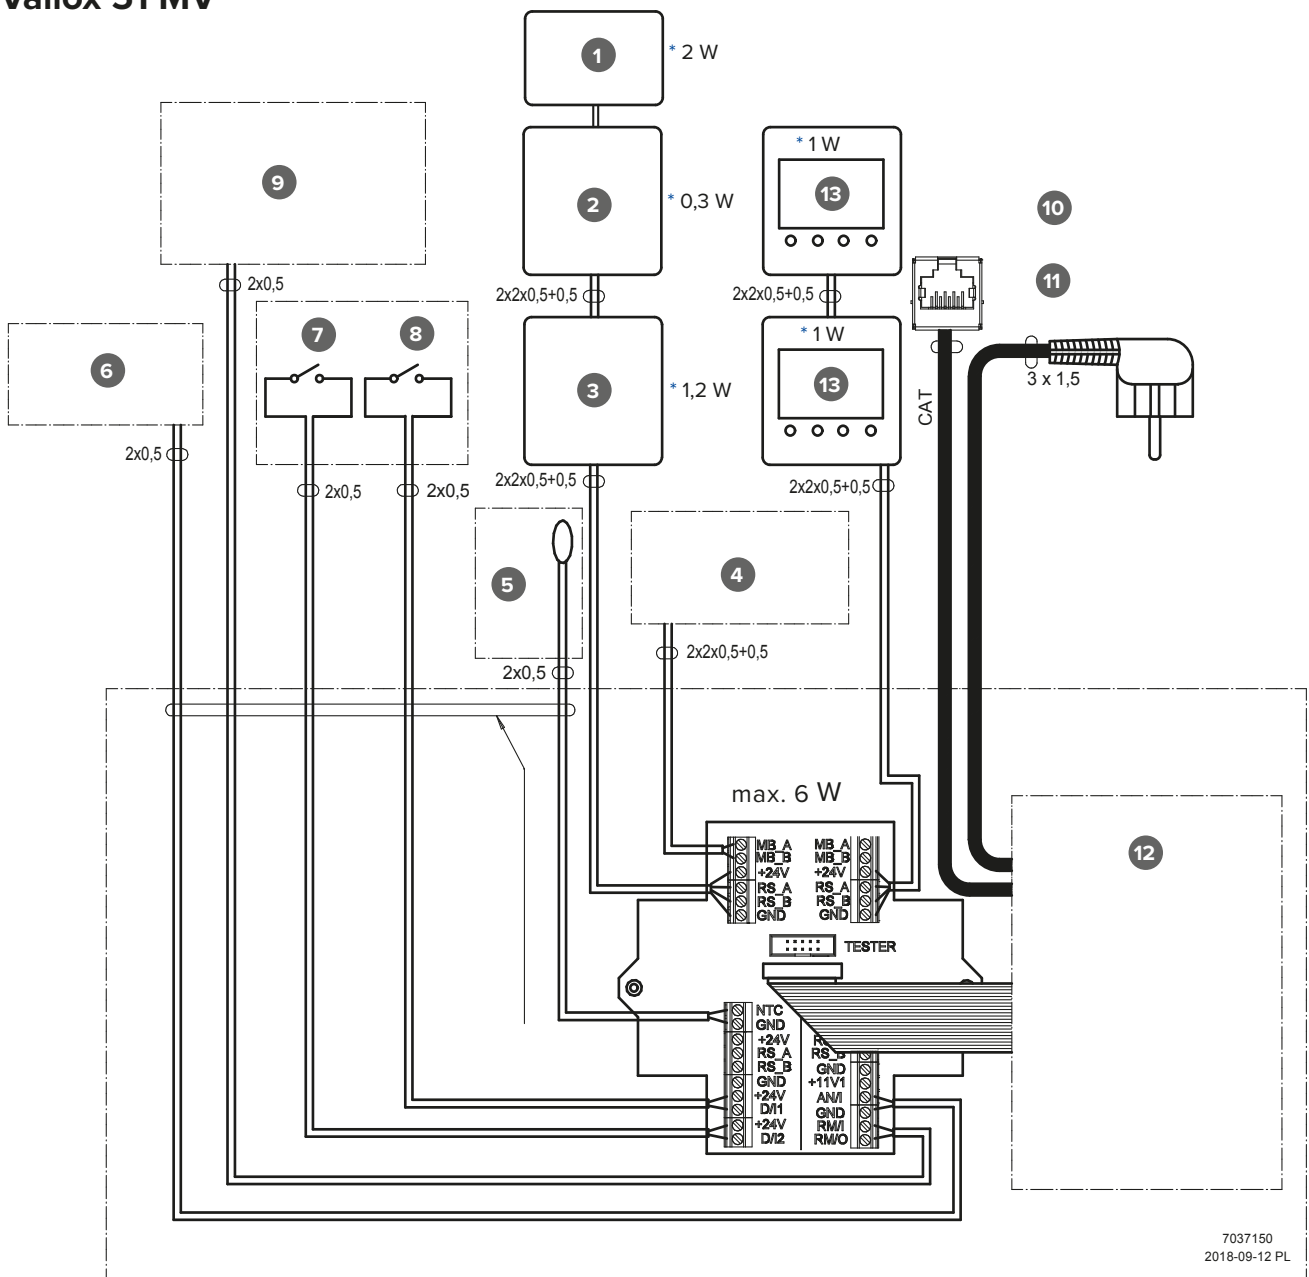 Vallox 51 MV
1
* 2 W
9
2
* 0,3 W
* 1 W
13
10
11
2x0,5
2x2x0,5+0,5
2x2x0,5+0,5
7
8
6
3
* 1,2 W
* 1 W
13
3 x 1,5
CAT
2x0,5
2x0,5
2x0,5
2x2x0,5+0,5
2x2x0,5+0,5
5
4
2x0,5
2x2x0,5+0,5
max. 6 W
12
MB_A
MB_B
+24V
RS_A
RS_B
GND
MB_A
MB_B
+24V
RS_A
RS_B
GND
TESTER
NTC
GND
+24V
RS_A
RS_B
GND
+24V
D/I1
+24V
D/I2
RS_B
GND
+11V1
AN/I
GND
RM/I
RM/O
7037150
2018-09-12 PL